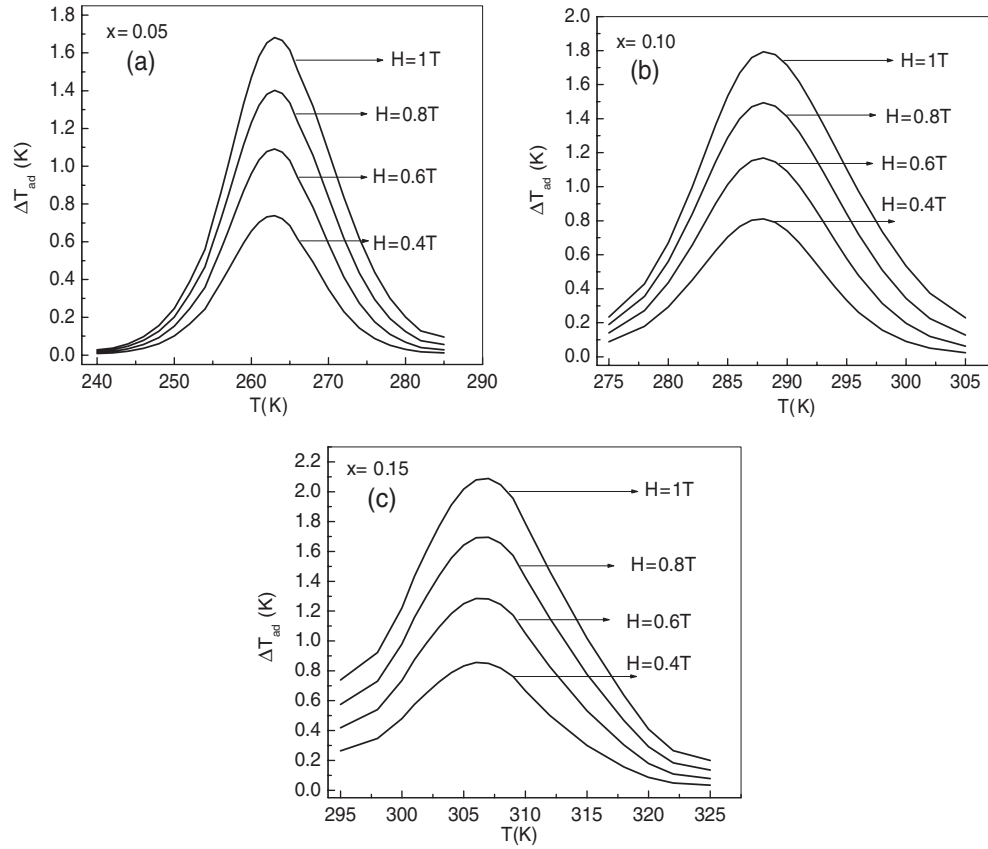 x = 0.05
(a)
H=1T
H=0.8T
H=0.6T
H=0.4T
ΔT_ad (K)
1.8
1.6
1.4
1.2
1.0
0.8
0.6
0.4
0.2
0.0
240 250 260 270 280 290
T(K)
x= 0.10
(b)
H=1T
H=0.8T
H=0.6T
H=0.4T
ΔT_ad (K)
2.0
1.8
1.6
1.4
1.2
1.0
0.8
0.6
0.4
0.2
0.0
275 280 285 290 295 300 305
T(K)
x= 0.15
(c)
H=1T
H=0.8T
H=0.6T
H=0.4T
ΔT_ad (K)
2.2
2.0
1.8
1.6
1.4
1.2
1.0
0.8
0.6
0.4
0.2
0.0
295 300 305 310 315 320 325
T(K)